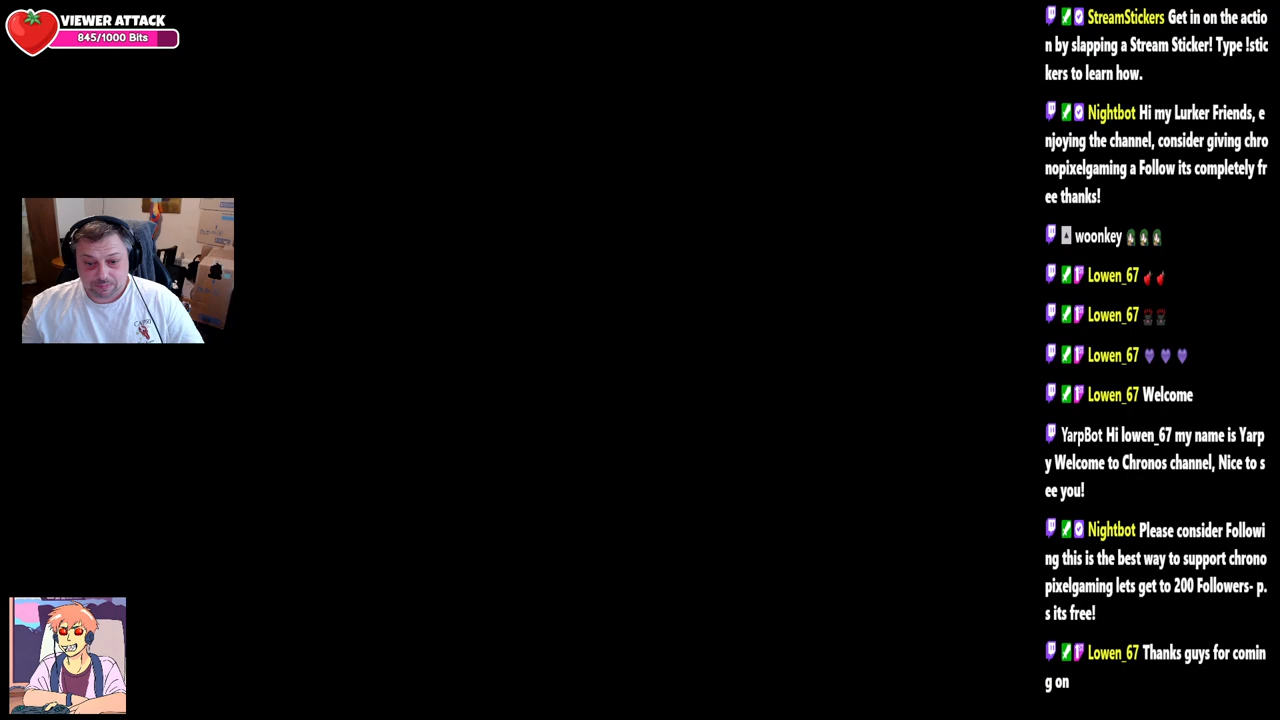 VIEWER ATTACK
845/1000 Bits
StreamStickers Get in on the actio
n by slapping a Stream Sticker! Type !stic
kers to learn how.
Nightbot Hi my Lurker Friends, e
njoying the channel, consider giving chro
nopixelgaming a Follow its completely fr
ee thanks!
woonkey
Lowen_67
Lowen_67
Lowen_67
Lowen_67 Welcome
YarpBot Hi lowen_67 my name is Yarp
y Welcome to Chronos channel, Nice to s
ee you!
Nightbot Please consider Followi
ng this is the best way to support chrono
pixelgaming lets get to 200 Followers- p.
s its free!
Lowen_67 Thanks guys for comin
g on